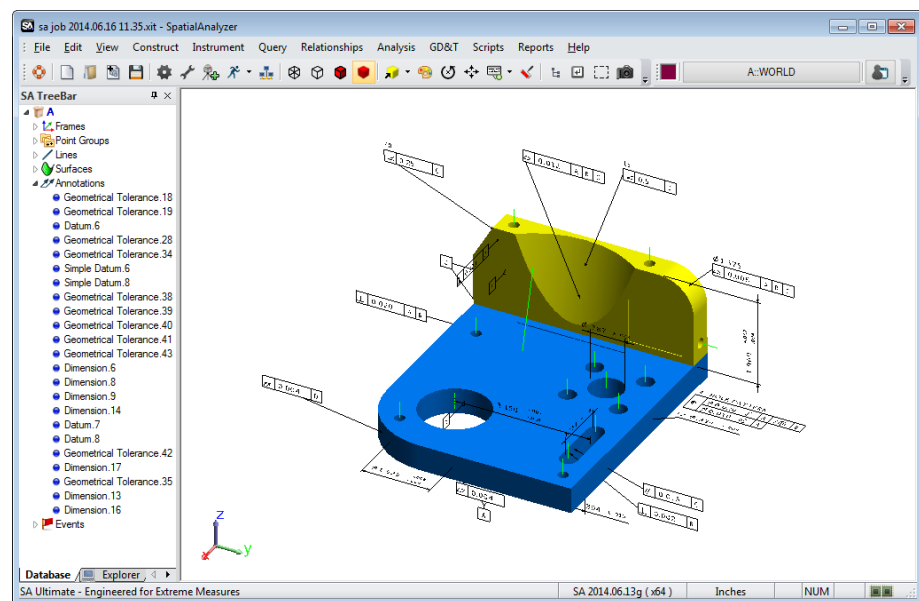 sa job 2014.06.16 11.35.xit - SpatialAnalyzer
File Edit View Construct Instrument Query Relationships Analysis GD&T Scripts Reports Help
A::WORLD
SA TreeBar
A
Frames
Point Groups
Lines
Surfaces
Annotations
Geometrical Tolerance.18
Geometrical Tolerance.19
Datum.6
Geometrical Tolerance.28
Geometrical Tolerance.34
Simple Datum.6
Simple Datum.8
Geometrical Tolerance.38
Geometrical Tolerance.39
Geometrical Tolerance.40
Geometrical Tolerance.41
Geometrical Tolerance.43
Dimension.6
Dimension.8
Dimension.9
Dimension.14
Datum.7
Datum.8
Geometrical Tolerance.42
Dimension.17
Geometrical Tolerance.35
Dimension.13
Dimension.16
Events
0.004
A
z
y
x
Database Explorer
SA Ultimate - Engineered for Extreme Measures
SA 2014.06.13g ( x64 )
Inches
NUM